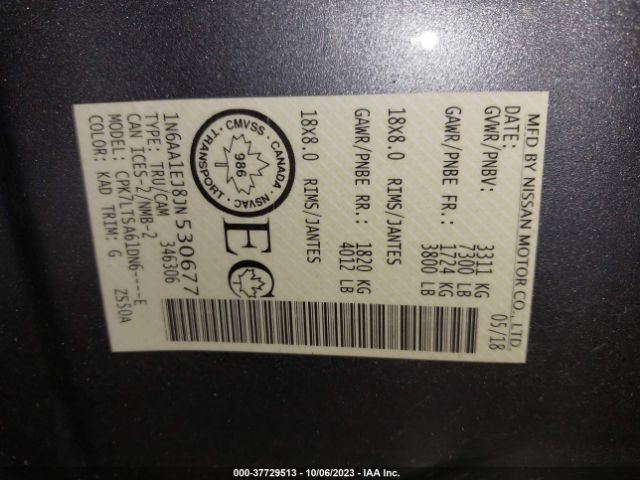 MFD BY NISSAN MOTOR CO., LTD.
DATE: 05/18
GVWR/PNBV: 3311 KG
7300 LB
GAWR/PNBE FR.: 1724 KG
3800 LB
18X8.0 RIMS/JANTES
GAWR/PNBE RR.: 1820 KG
4012 LB
18X8.0 RIMS/JANTES
TRANSPORT · CMVSS · CANADA NSVAC
986
EC
1N6AA1EJ8JN530677
TYPE: TRU/CAM 346306
CAN ICES-2/NMB-2
MODEL: CPK7LTSA61DN6----E
COLOR: KAD TRIM: G ZS50A
000-37729513 - 10/06/2023 - IAA Inc.